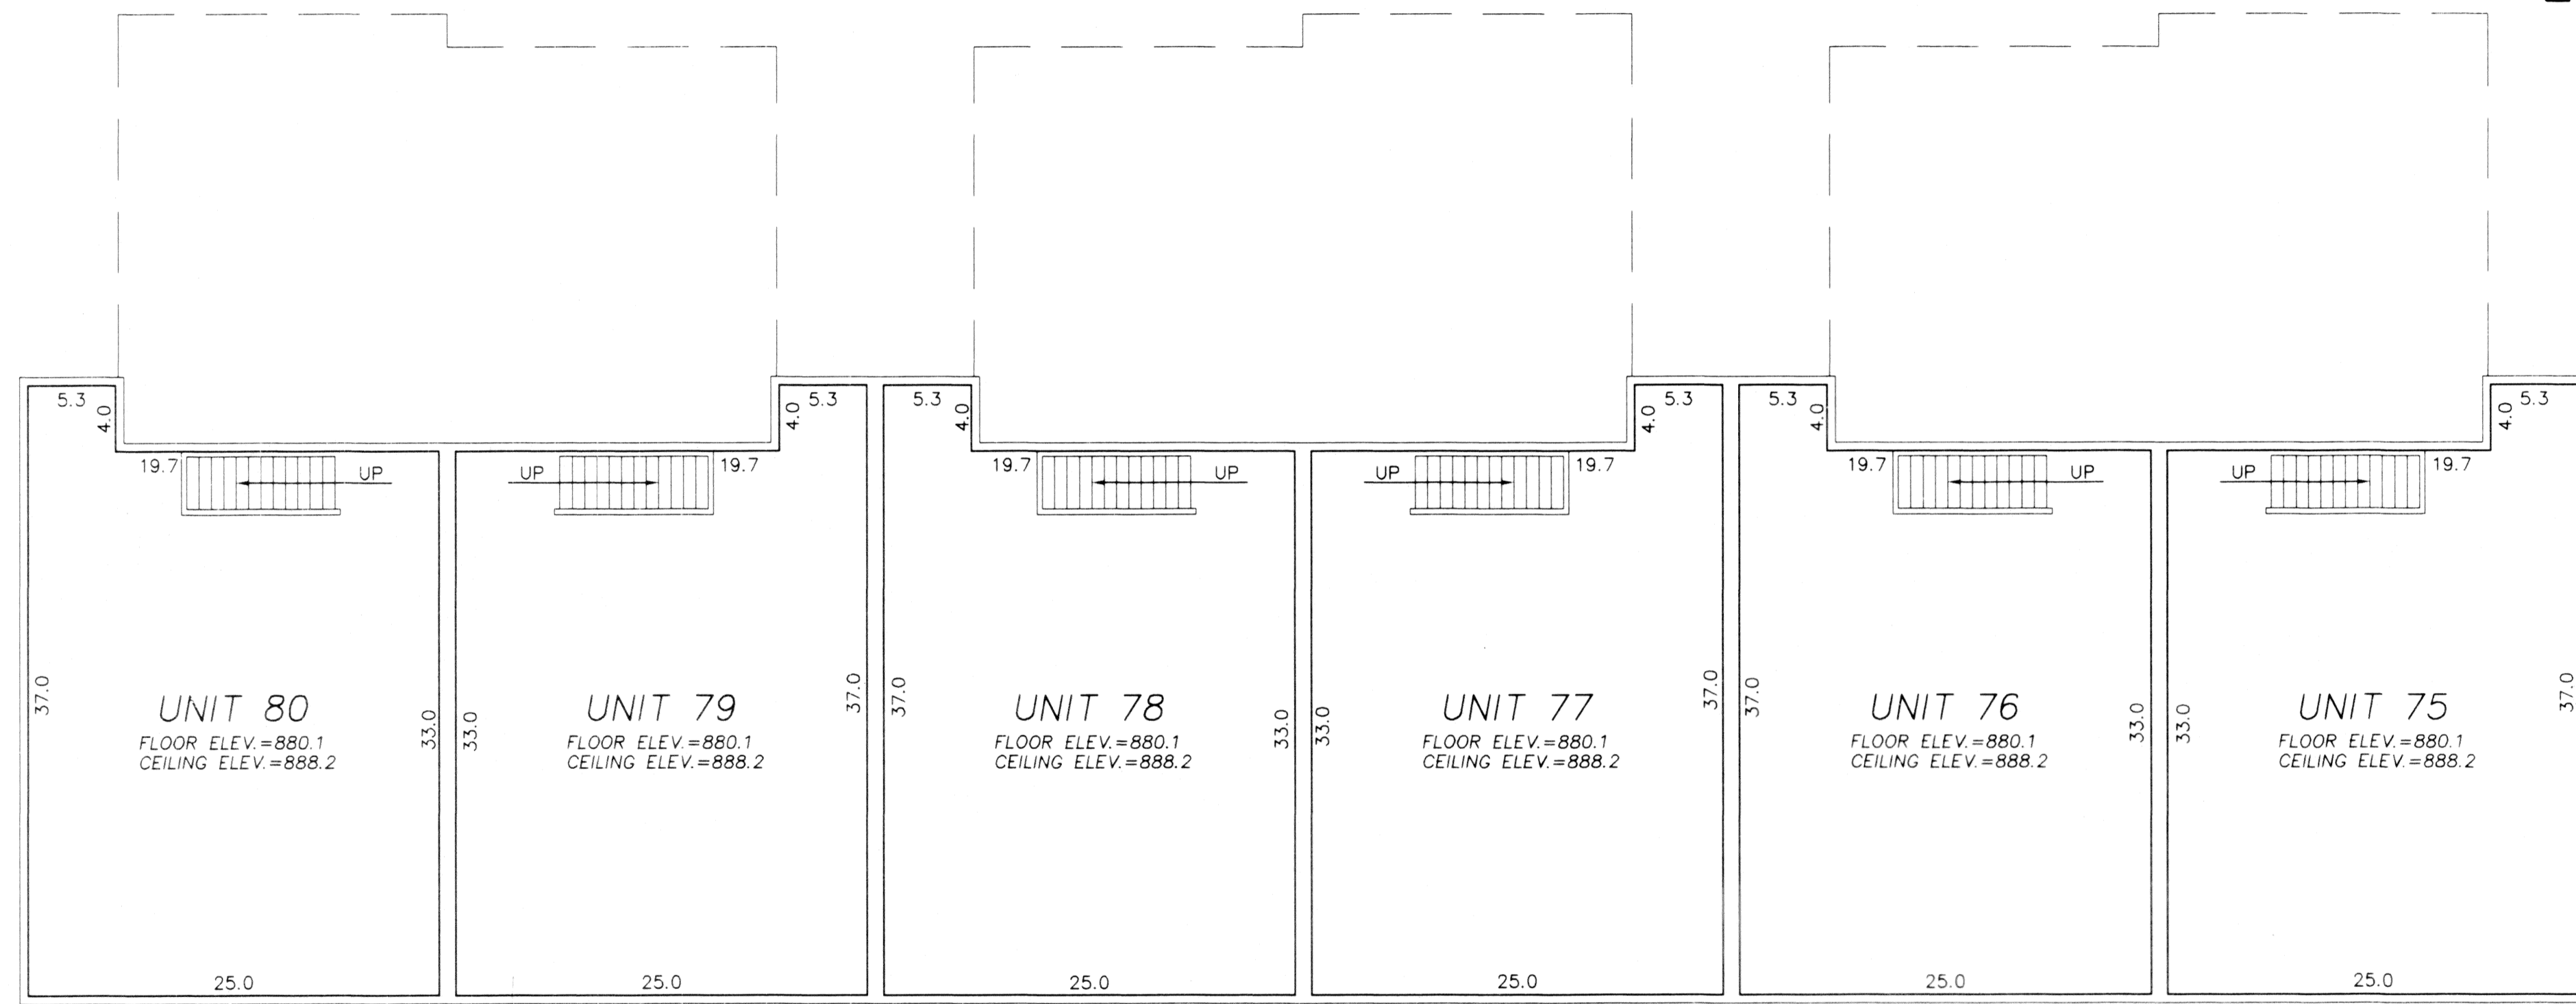 5.3 4.0 4.0 5.3 5.3 4.0 4.0 5.3 5.3 4.0 4.0 5.3
19.7 UP UP 19.7 19.7 UP UP 19.7 19.7 UP UP 19.7
37.0 33.0 33.0 37.0 37.0 33.0 33.0 37.0 37.0 33.0 33.0 37.0
UNIT 80
FLOOR ELEV.=880.1
CEILING ELEV.=888.2
UNIT 79
FLOOR ELEV.=880.1
CEILING ELEV.=888.2
UNIT 78
FLOOR ELEV.=880.1
CEILING ELEV.=888.2
UNIT 77
FLOOR ELEV.=880.1
CEILING ELEV.=888.2
UNIT 76
FLOOR ELEV.=880.1
CEILING ELEV.=888.2
UNIT 75
FLOOR ELEV.=880.1
CEILING ELEV.=888.2
25.0 25.0 25.0 25.0 25.0 25.0